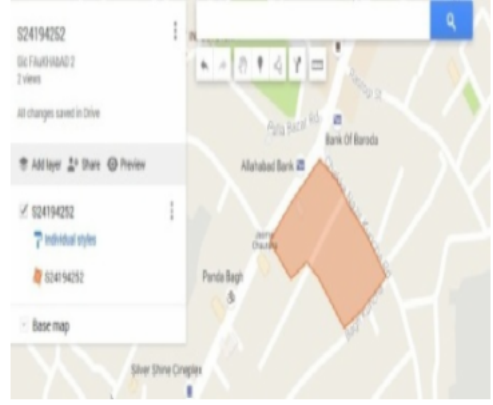 S24194252
2 views
All changes saved in Drive
Add layer Share Preview
S24194252
Individual styles
S24194252
Base map
Bank Of Baroda
Allahabad Bank
Panda Bagh
Silver Shine Cineplex